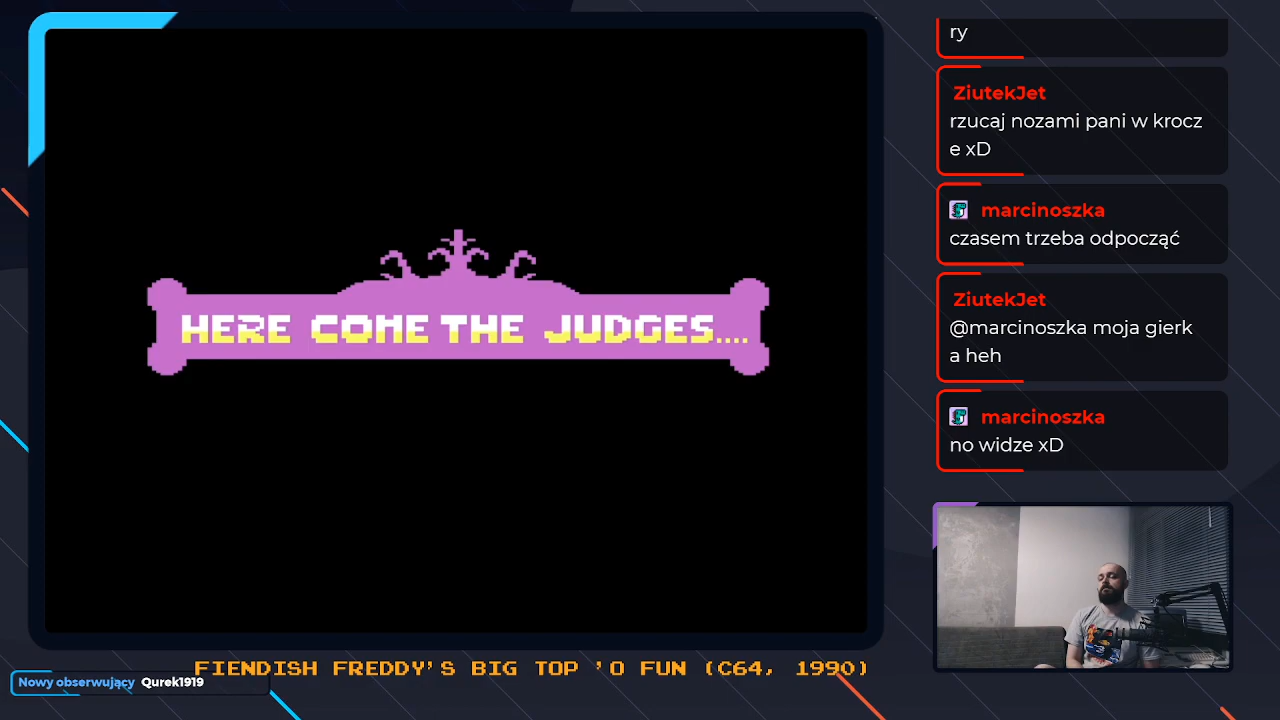 HERE COME THE JUDGES....
ry
ZiutekJet
rzucaj nozami pani w krocz
e xD
marcinoszka
czasem trzeba odpocząć
ZiutekJet
@marcinoszka moja gierk
a heh
marcinoszka
no widze xD
FIENDISH FREDDY'S BIG TOP 'O FUN (C64, 1990)
Nowy obserwujący Qurek1919